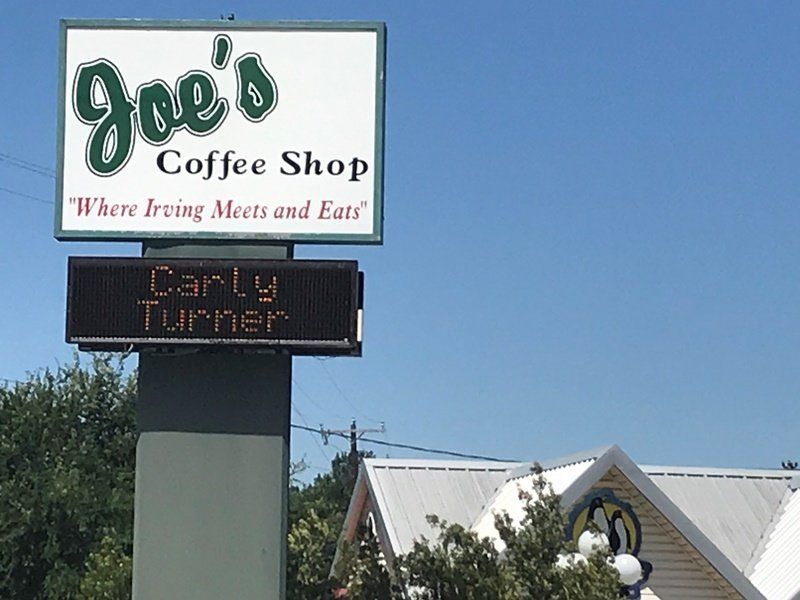 Joe's
Coffee Shop
"Where Irving Meets and Eats"
Carly
Turner